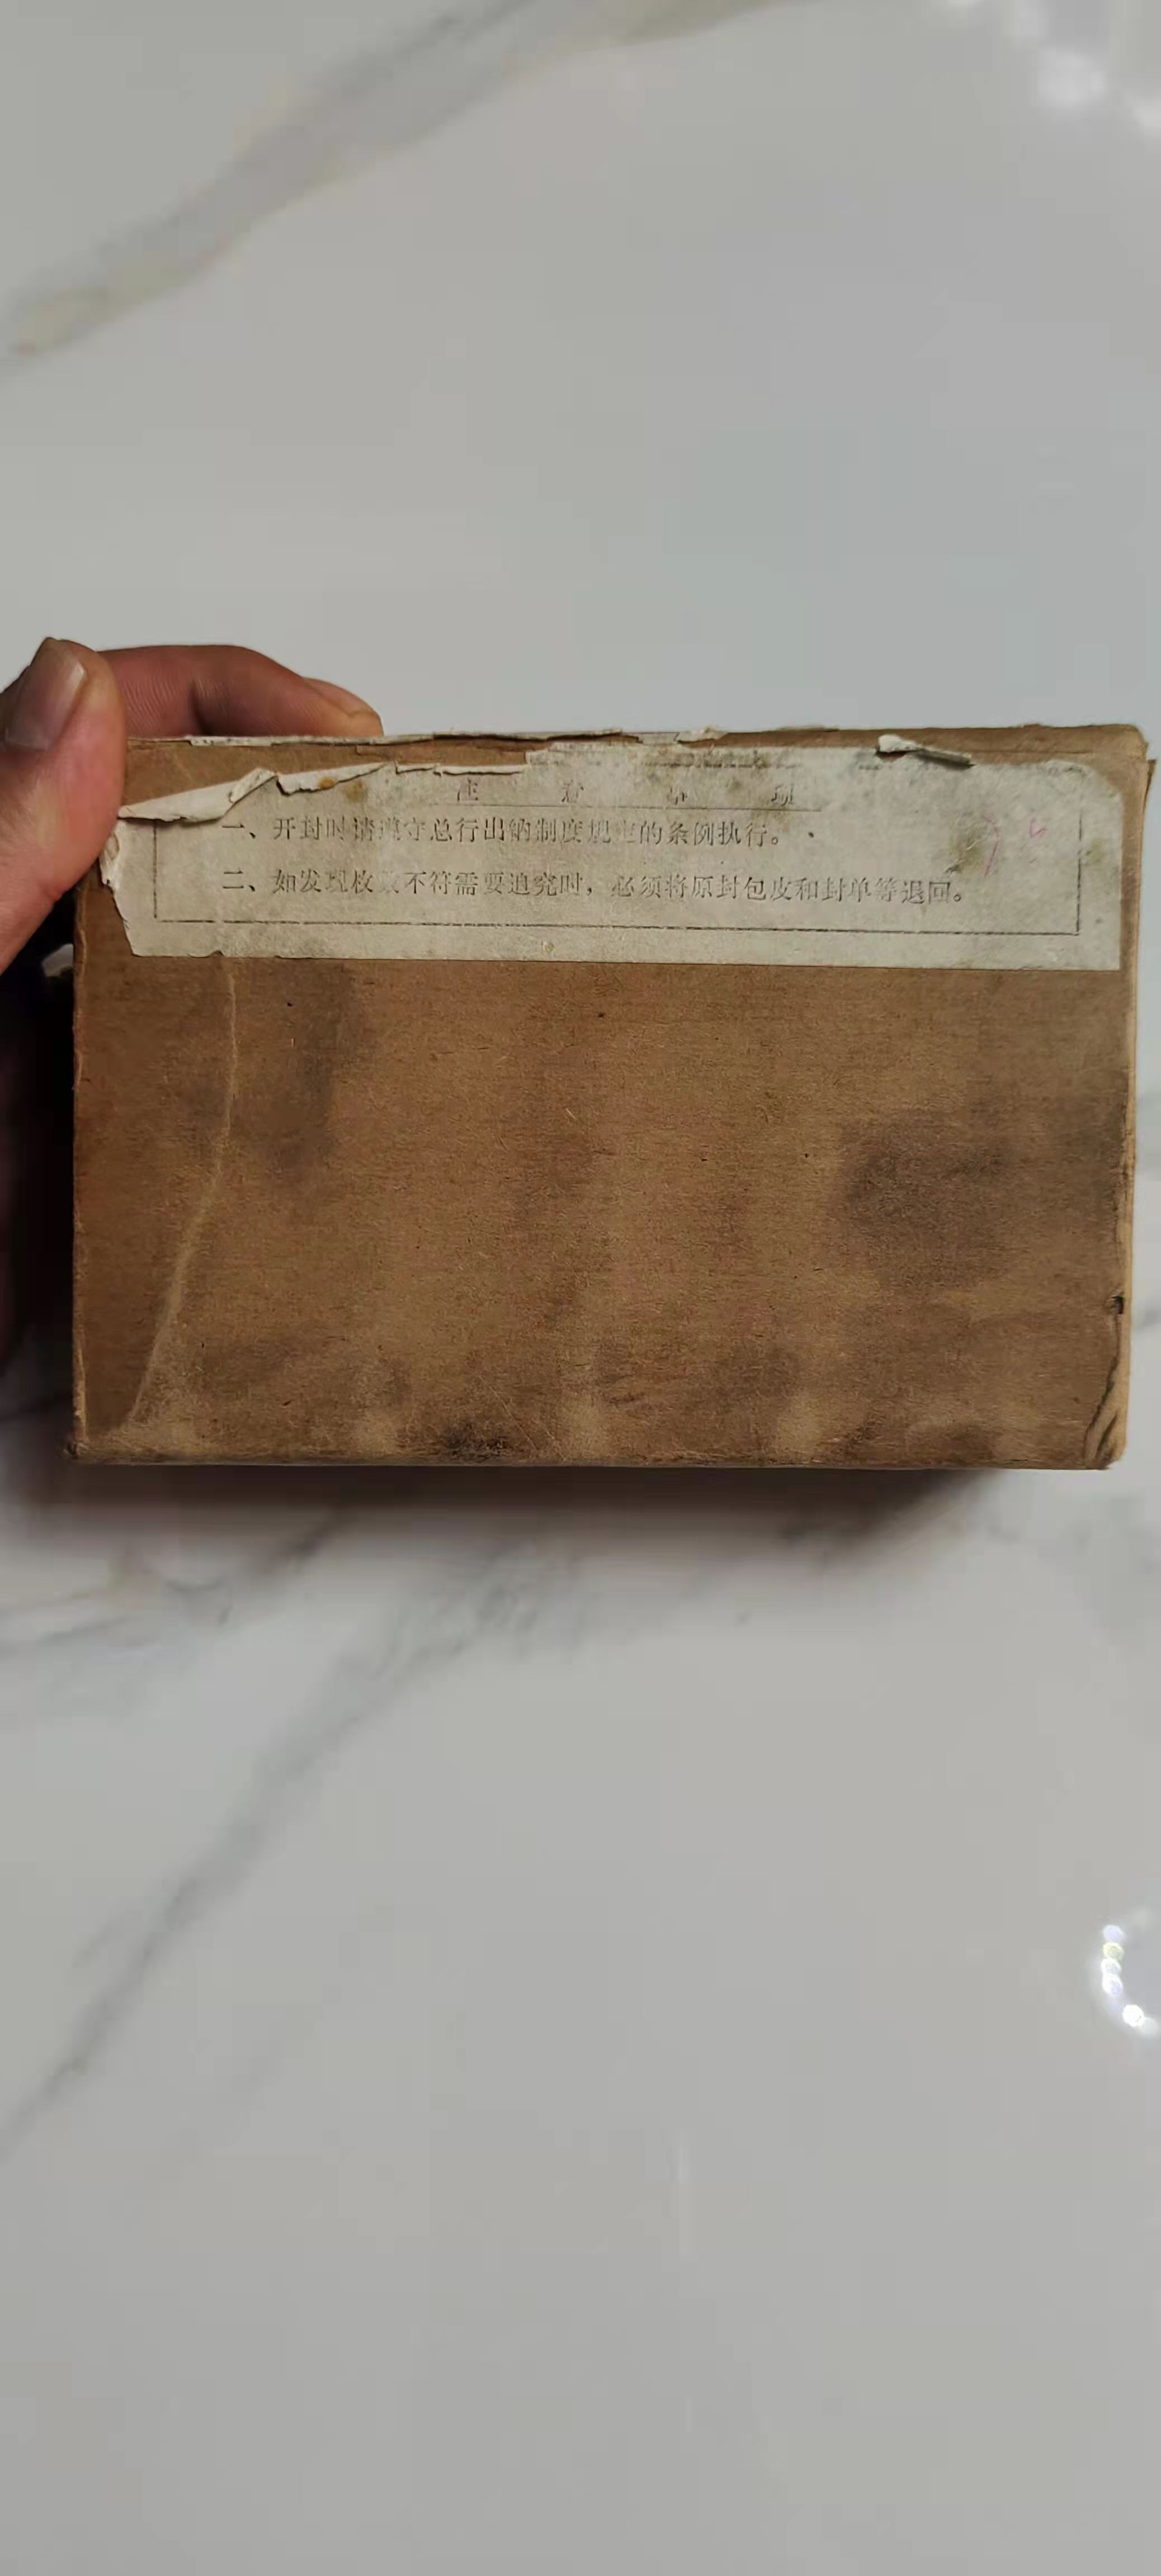 注意事项
一、开封时请遵守总行出纳制度规定的条例执行。
二、如发现枚数不符需要追究时，必须将原封包皮和封单等退回。